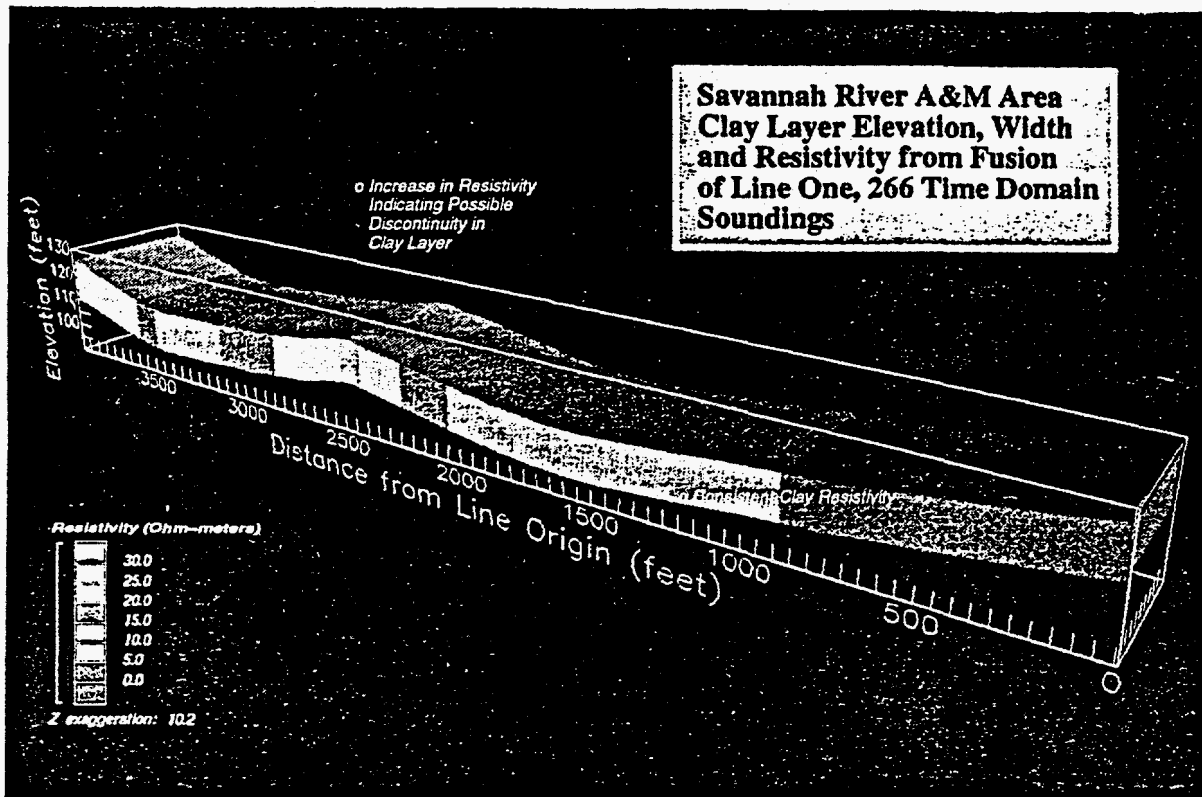 Savannah River A&M Area
Clay Layer Elevation, Width
and Resistivity from Fusion
of Line One, 266 Time Domain
Soundings
o Increase in Resistivity
Indicating Possible
Discontinuity in
Clay Layer
Elevation (feet)
130
120
110
100
3500
3000
2500
2000
1500
1000
500
0
Distance from Line Origin (feet)
o Consistent Clay Resistivity
Resistivity (Ohm-meters)
30.0
25.0
20.0
15.0
10.0
5.0
0.0
Z exaggeration: 10.2